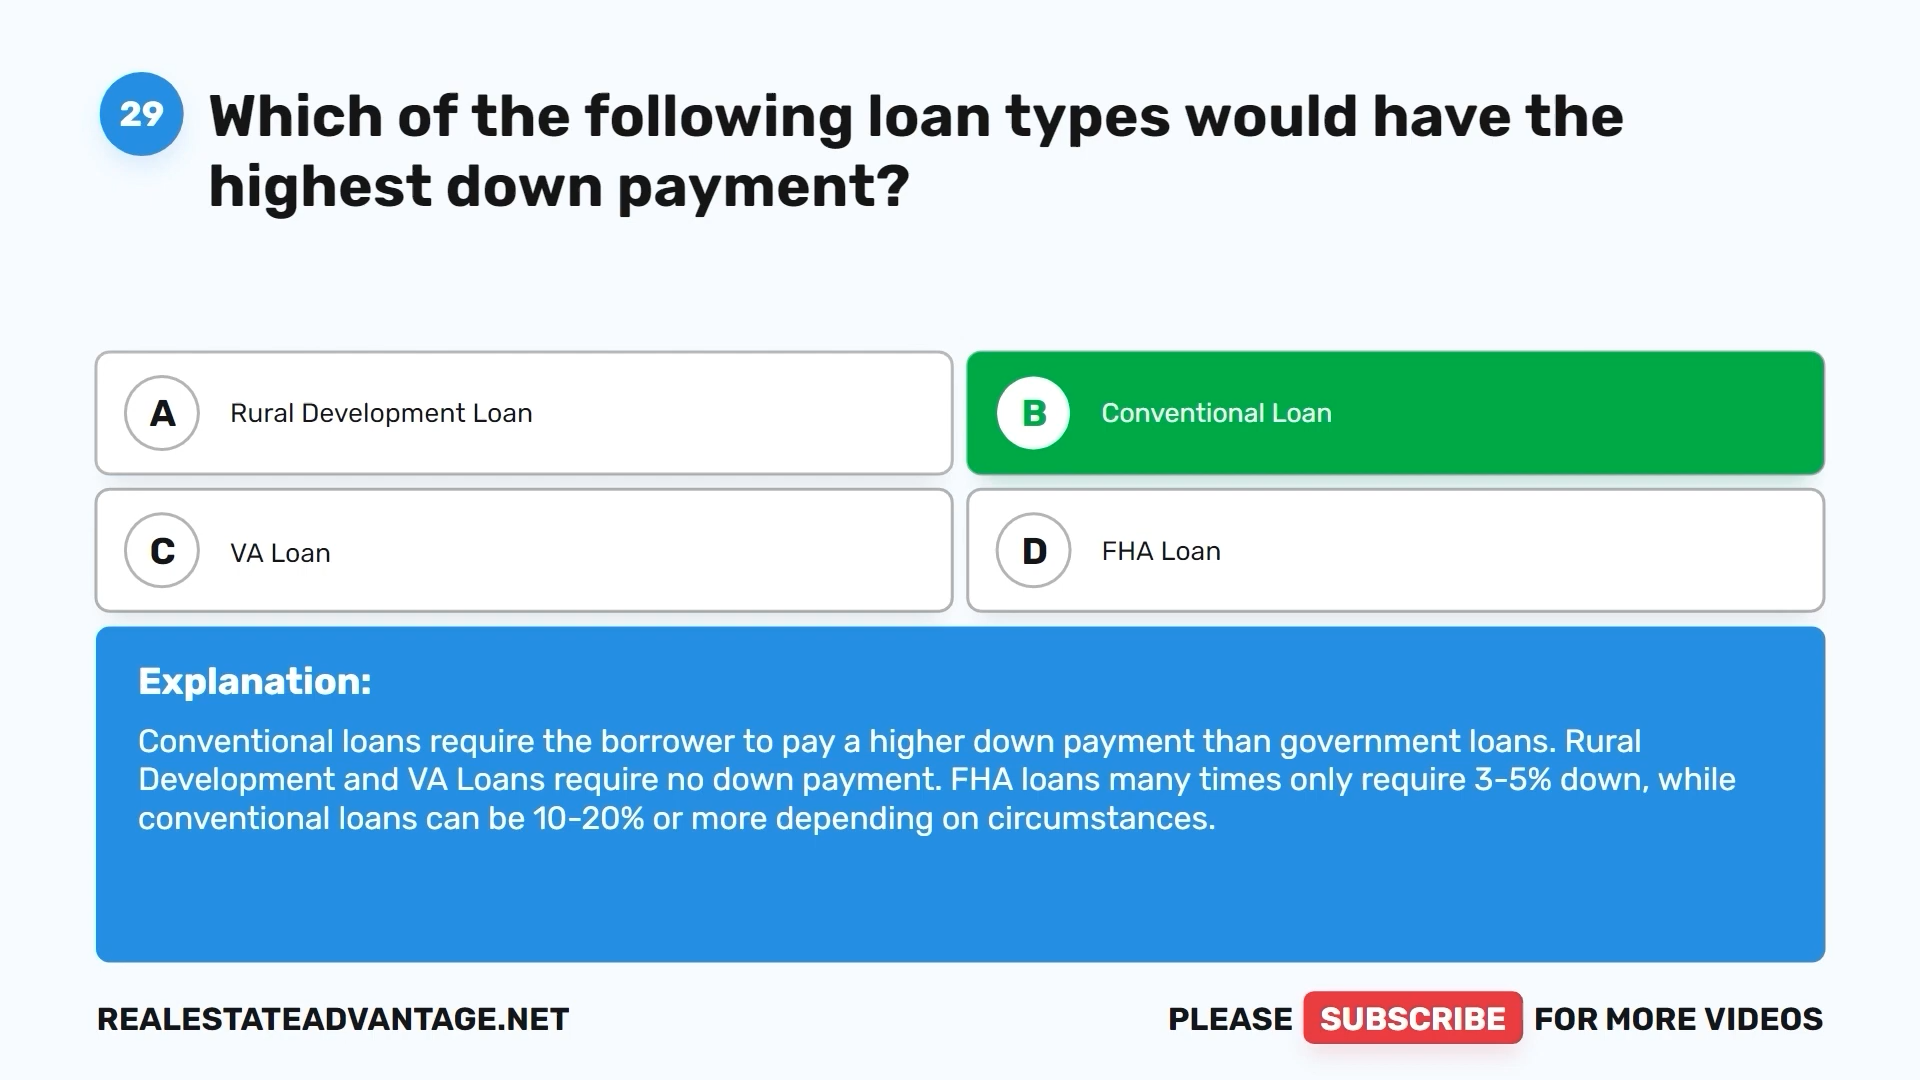 29
Which of the following loan types would have the
highest down payment?
A Rural Development Loan
B Conventional Loan
C VA Loan
D FHA Loan
Explanation:
Conventional loans require the borrower to pay a higher down payment than government loans. Rural
Development and VA Loans require no down payment. FHA loans many times only require 3-5% down, while
conventional loans can be 10-20% or more depending on circumstances.
REALESTATEADVANTAGE.NET
PLEASE SUBSCRIBE FOR MORE VIDEOS